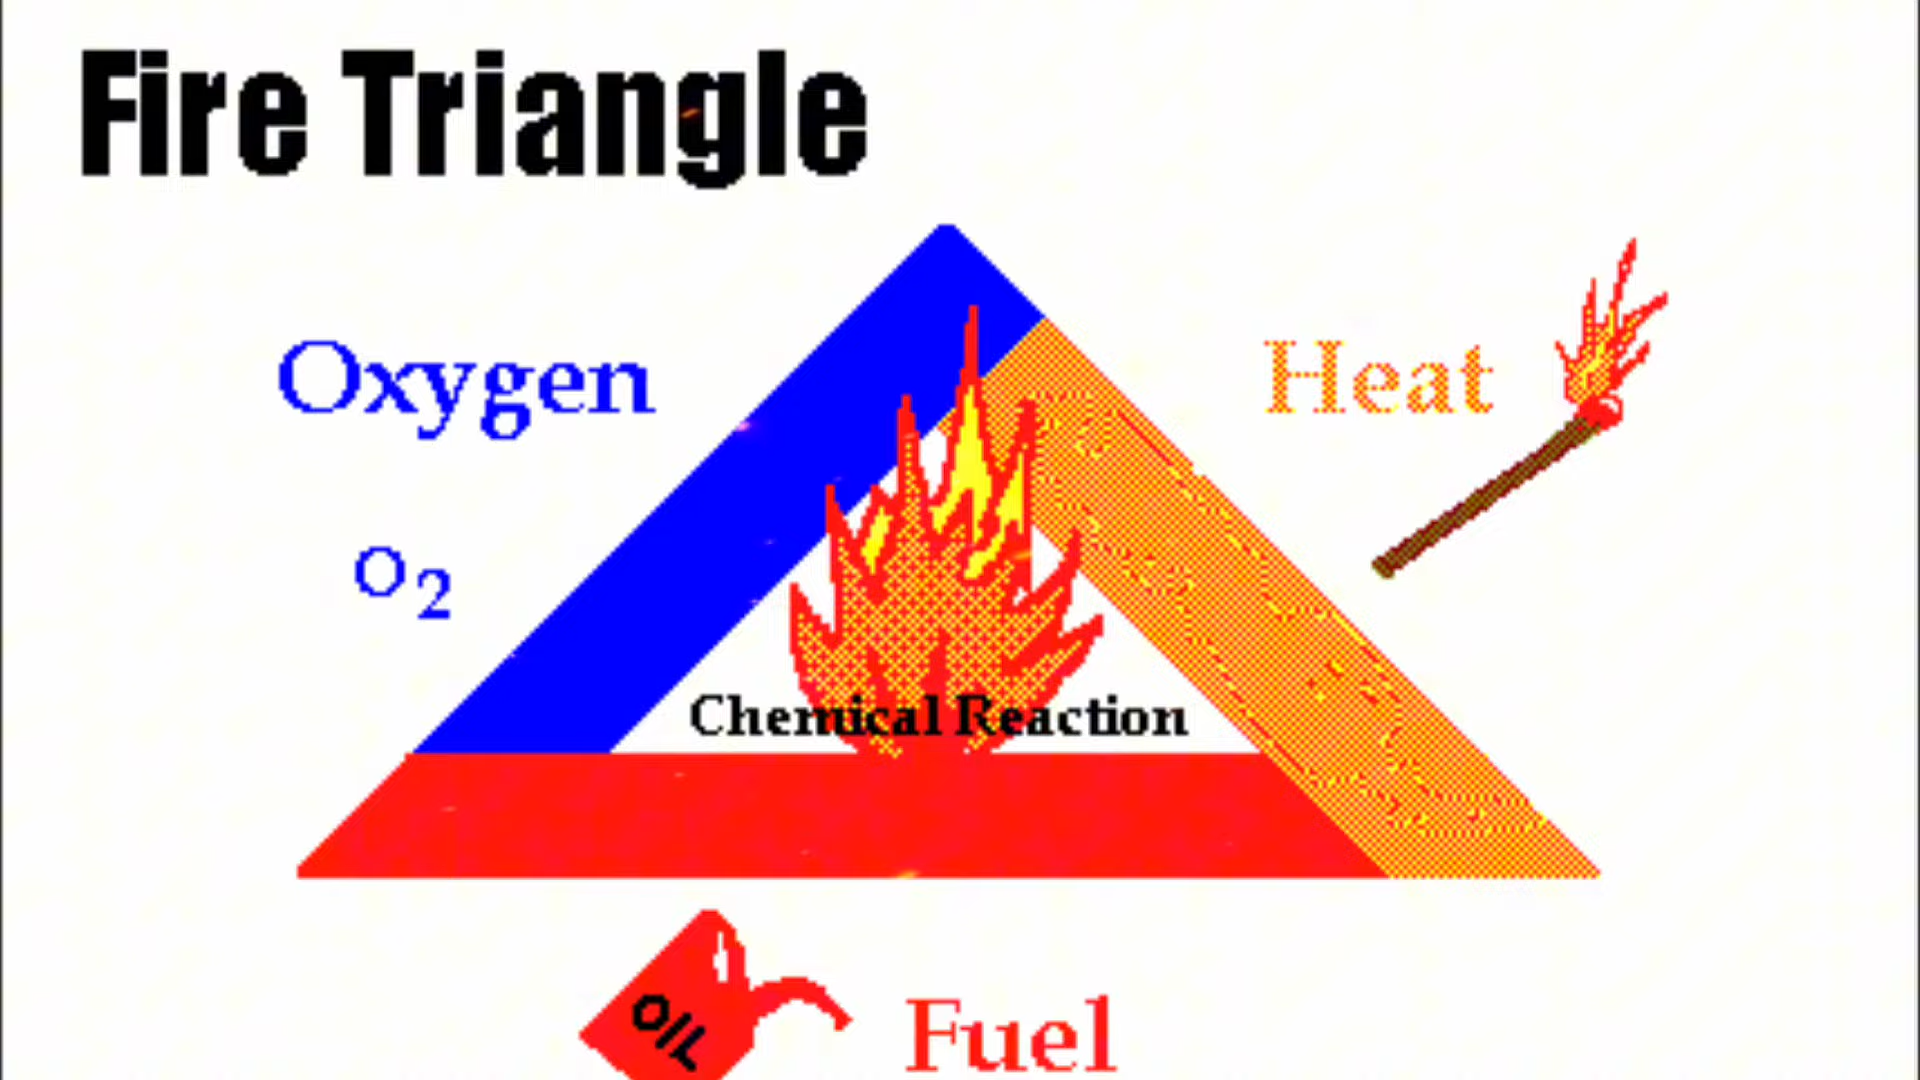 Fire Triangle
Oxygen
Heat
O2
Chemical Reaction
OIL
Fuel